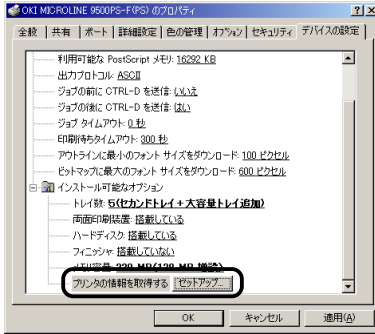 OKI MICROLINE 9500PS-F(PS) のプロパティ
全般 共有 ポート 詳細設定 色の管理 オプション セキュリティ デバイスの設定
利用可能な PostScript メモリ: 16292 KB
出力プロトコル: ASCII
ジョブの前に CTRL-D を送信: いいえ
ジョブの後に CTRL-D を送信: はい
ジョブ タイムアウト: 0 秒
印刷待ちタイムアウト: 300 秒
アウトラインに最小のフォント サイズをダウンロード: 100 ピクセル
ビットマップに最大のフォント サイズをダウンロード: 600 ピクセル
インストール可能なオプション
トレイ数: 5(セカンドトレイ + 大容量トレイ追加)
両面印刷装置: 搭載している
ハードディスク: 搭載している
フィニッシャ: 搭載していない
メモリ容量: 320 MB(128 MB 増設)
プリンタの情報を取得する セットアップ...
OK キャンセル 適用(A)